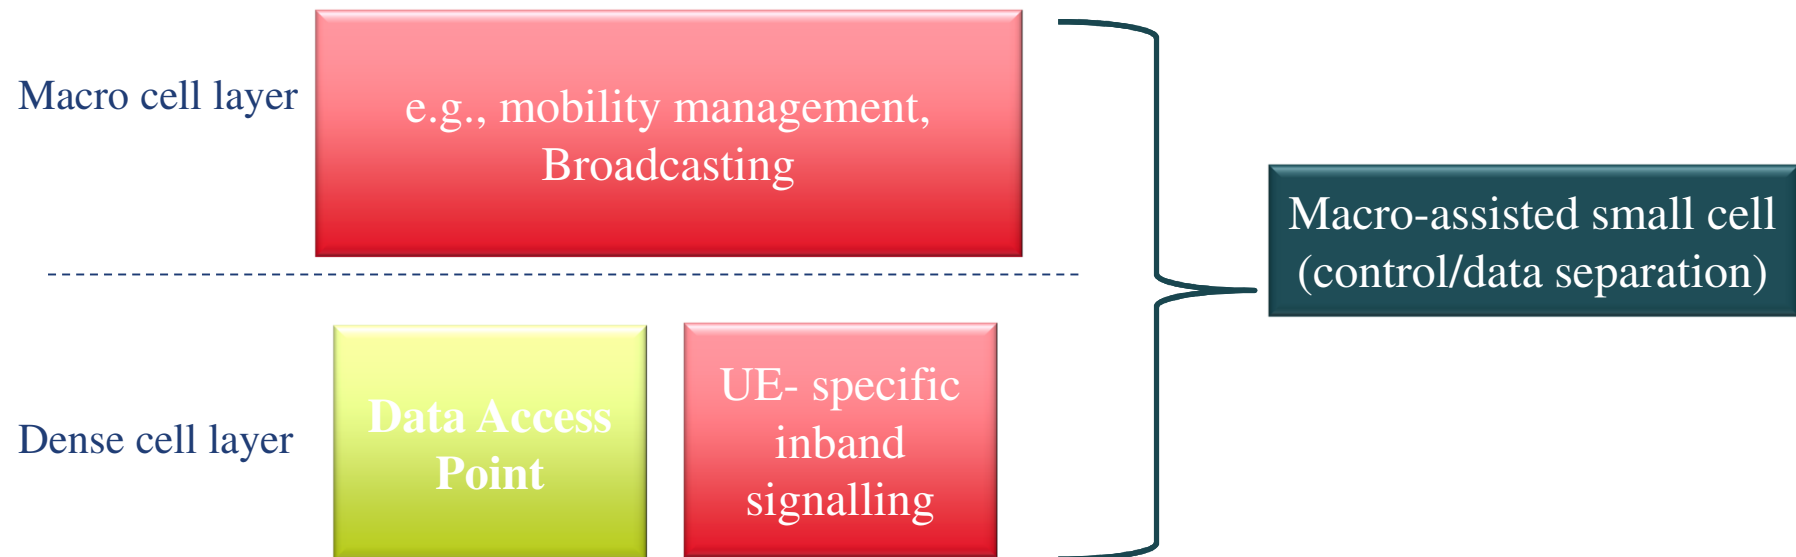 Macro cell layer
e.g., mobility management,
Broadcasting
Macro-assisted small cell
(control/data separation)
Dense cell layer
Data Access
Point
UE- specific
inband
signalling